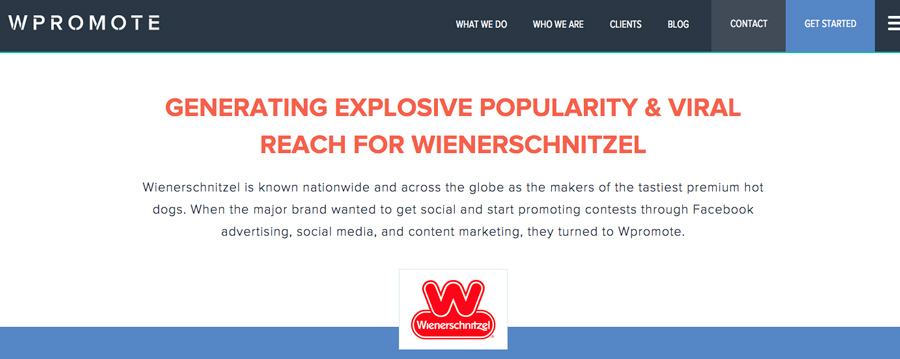 WPROMOTE
WHAT WE DO
WHO WE ARE
CLIENTS
BLOG
CONTACT
GET STARTED
GENERATING EXPLOSIVE POPULARITY & VIRAL
REACH FOR WIENERSCHNITZEL
Wienerschnitzel is known nationwide and across the globe as the makers of the tastiest premium hot
dogs. When the major brand wanted to get social and start promoting contests through Facebook
advertising, social media, and content marketing, they turned to Wpromote.
W
Wienerschnitzel